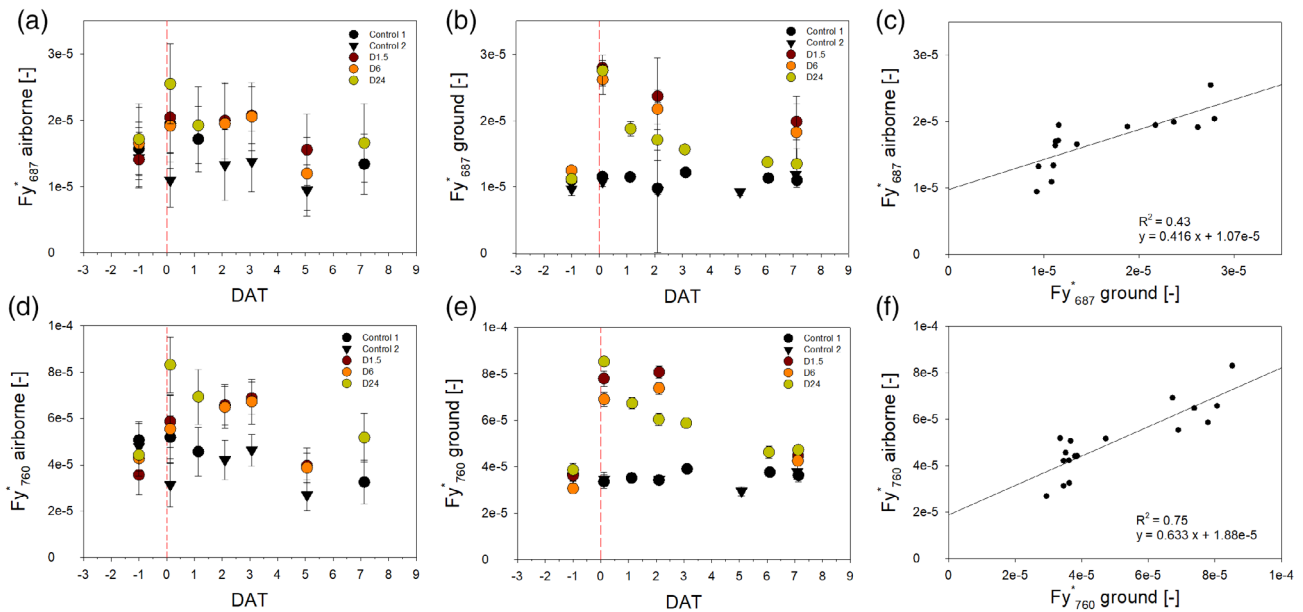 (a)
Fy*687 airborne [-]
3e-5
2e-5
1e-5
0
-3 -2 -1 0 1 2 3 4 5 6 7 8 9
DAT
Control 1
Control 2
D1.5
D6
D24
(b)
Fy*687 ground [-]
3e-5
2e-5
1e-5
0
-3 -2 -1 0 1 2 3 4 5 6 7 8 9
DAT
Control 1
Control 2
D1.5
D6
D24
(c)
Fy*687 airborne [-]
3e-5
2e-5
1e-5
0
0 1e-5 2e-5 3e-5
Fy*687 ground [-]
R2 = 0.43
y = 0.416 x + 1.07e-5
(d)
Fy*760 airborne [-]
1e-4
8e-5
6e-5
4e-5
2e-5
0
-3 -2 -1 0 1 2 3 4 5 6 7 8 9
DAT
Control 1
Control 2
D1.5
D6
D24
(e)
Fy*760 ground [-]
1e-4
8e-5
6e-5
4e-5
2e-5
0
-3 -2 -1 0 1 2 3 4 5 6 7 8 9
DAT
Control 1
Control 2
D1.5
D6
D24
(f)
Fy*760 airborne [-]
1e-4
8e-5
6e-5
4e-5
2e-5
0
0 2e-5 4e-5 6e-5 8e-5 1e-4
Fy*760 ground [-]
R2 = 0.75
y = 0.633 x + 1.88e-5